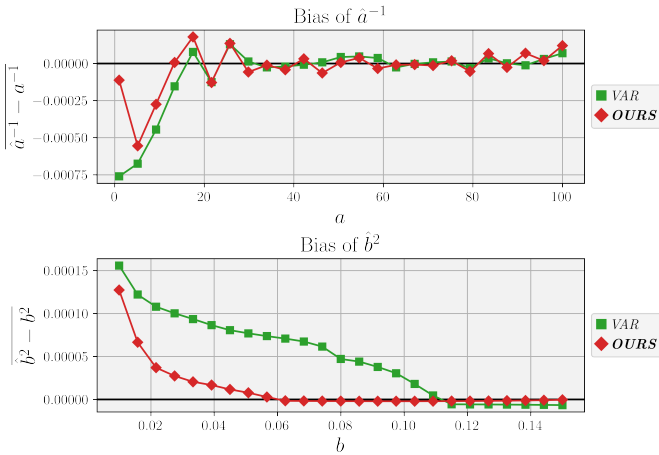 Bias of â⁻¹
0.00000
−0.00025
−0.00050
−0.00075
â⁻¹ − a⁻¹
0 20 40 60 80 100
a
VAR
OURS
Bias of b̂²
0.00015
0.00010
0.00005
0.00000
b̂² − b²
0.02 0.04 0.06 0.08 0.10 0.12 0.14
b
VAR
OURS